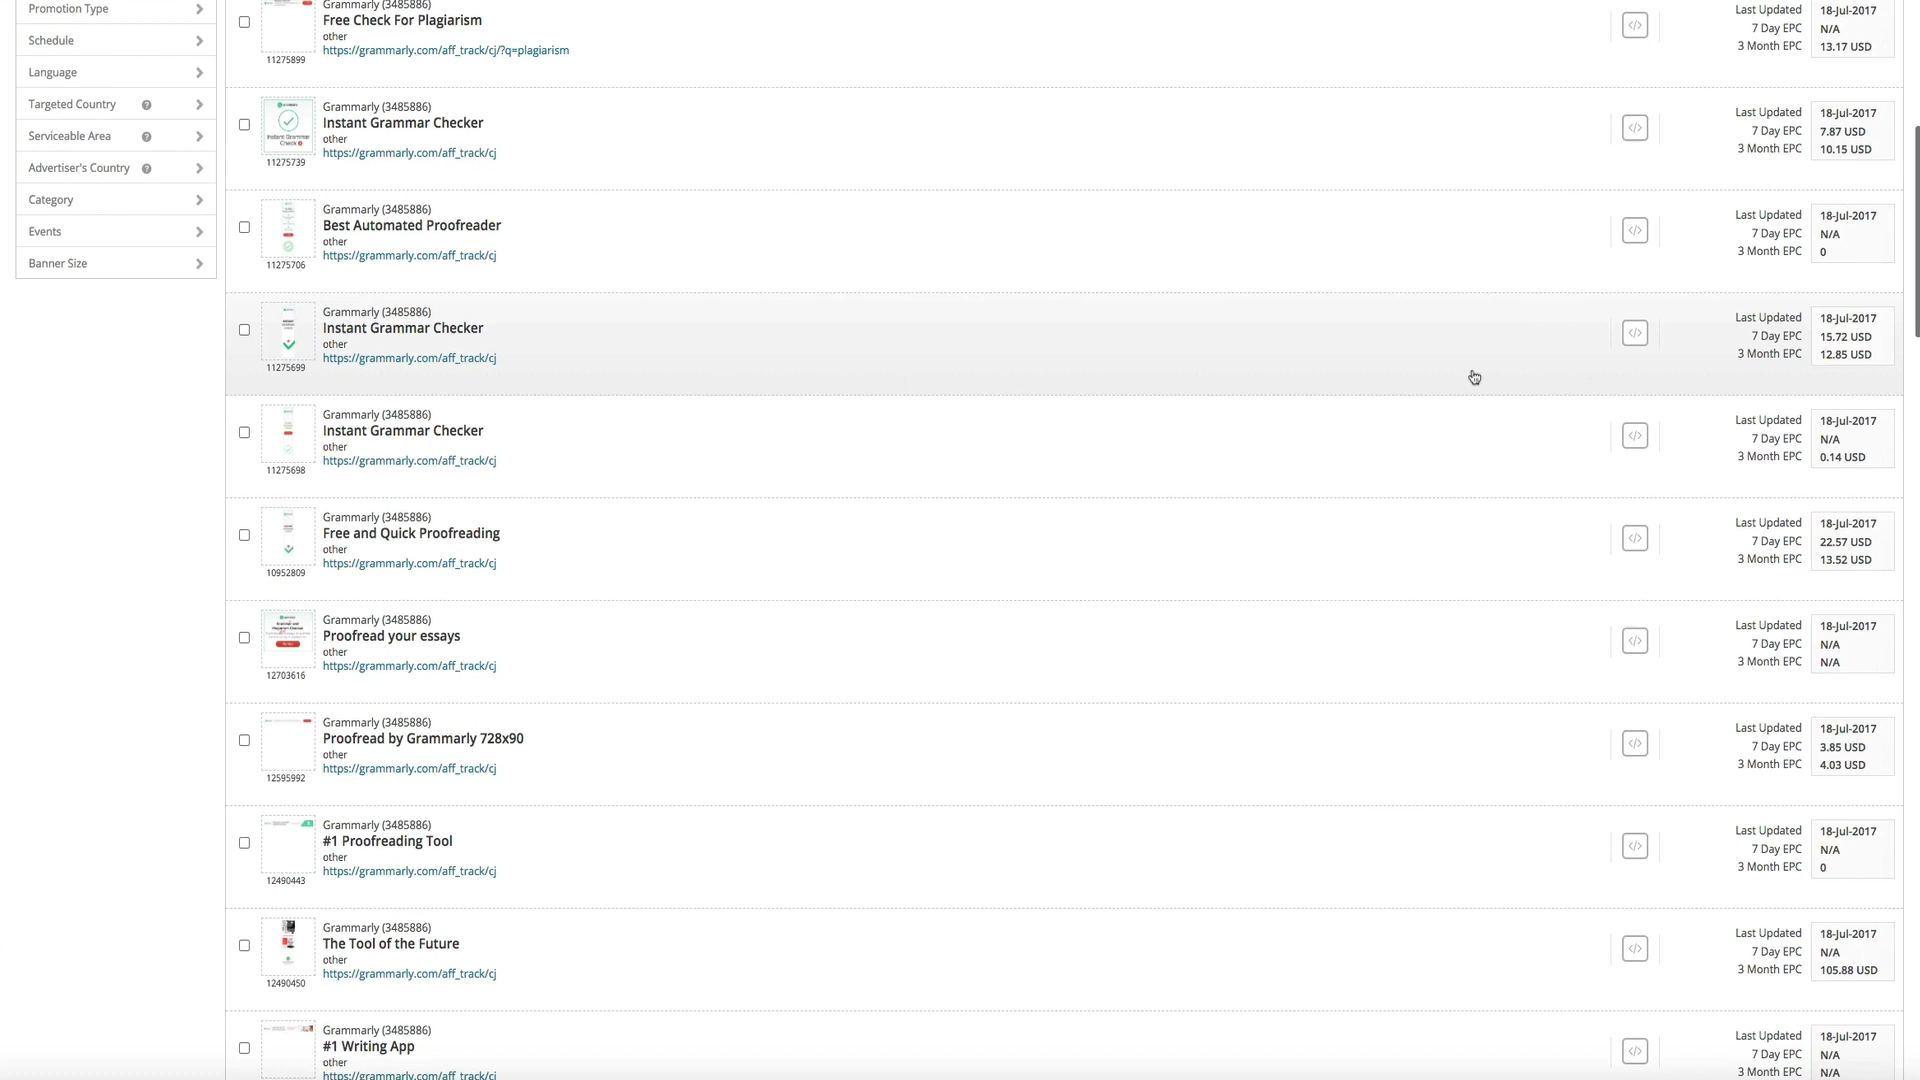 Promotion Type
Schedule
Language
Targeted Country
Serviceable Area
Advertiser's Country
Category
Events
Banner Size
Grammarly (3485886)
Free Check For Plagiarism
other
https://grammarly.com/aff_track/cj/?q=plagiarism
11275899
Last Updated 18-Jul-2017
7 Day EPC N/A
3 Month EPC 13.17 USD
Grammarly (3485886)
Instant Grammar Checker
other
https://grammarly.com/aff_track/cj
Instant Grammar
Check
11275739
Last Updated 18-Jul-2017
7 Day EPC 7.87 USD
3 Month EPC 10.15 USD
Grammarly (3485886)
Best Automated Proofreader
other
https://grammarly.com/aff_track/cj
11275706
Last Updated 18-Jul-2017
7 Day EPC N/A
3 Month EPC 0
Grammarly (3485886)
Instant Grammar Checker
other
https://grammarly.com/aff_track/cj
11275699
Last Updated 18-Jul-2017
7 Day EPC 15.72 USD
3 Month EPC 12.85 USD
Grammarly (3485886)
Instant Grammar Checker
other
https://grammarly.com/aff_track/cj
11275698
Last Updated 18-Jul-2017
7 Day EPC N/A
3 Month EPC 0.14 USD
Grammarly (3485886)
Free and Quick Proofreading
other
https://grammarly.com/aff_track/cj
10952809
Last Updated 18-Jul-2017
7 Day EPC 22.57 USD
3 Month EPC 13.52 USD
Grammarly (3485886)
Proofread your essays
other
https://grammarly.com/aff_track/cj
12703616
Last Updated 18-Jul-2017
7 Day EPC N/A
3 Month EPC N/A
Grammarly (3485886)
Proofread by Grammarly 728x90
other
https://grammarly.com/aff_track/cj
12595992
Last Updated 18-Jul-2017
7 Day EPC 3.85 USD
3 Month EPC 4.03 USD
Grammarly (3485886)
#1 Proofreading Tool
other
https://grammarly.com/aff_track/cj
12490443
Last Updated 18-Jul-2017
7 Day EPC N/A
3 Month EPC 0
Grammarly (3485886)
The Tool of the Future
other
https://grammarly.com/aff_track/cj
12490450
Last Updated 18-Jul-2017
7 Day EPC N/A
3 Month EPC 105.88 USD
Grammarly (3485886)
#1 Writing App
other
https://grammarly.com/aff_track/cj
Last Updated 18-Jul-2017
7 Day EPC N/A
3 Month EPC N/A